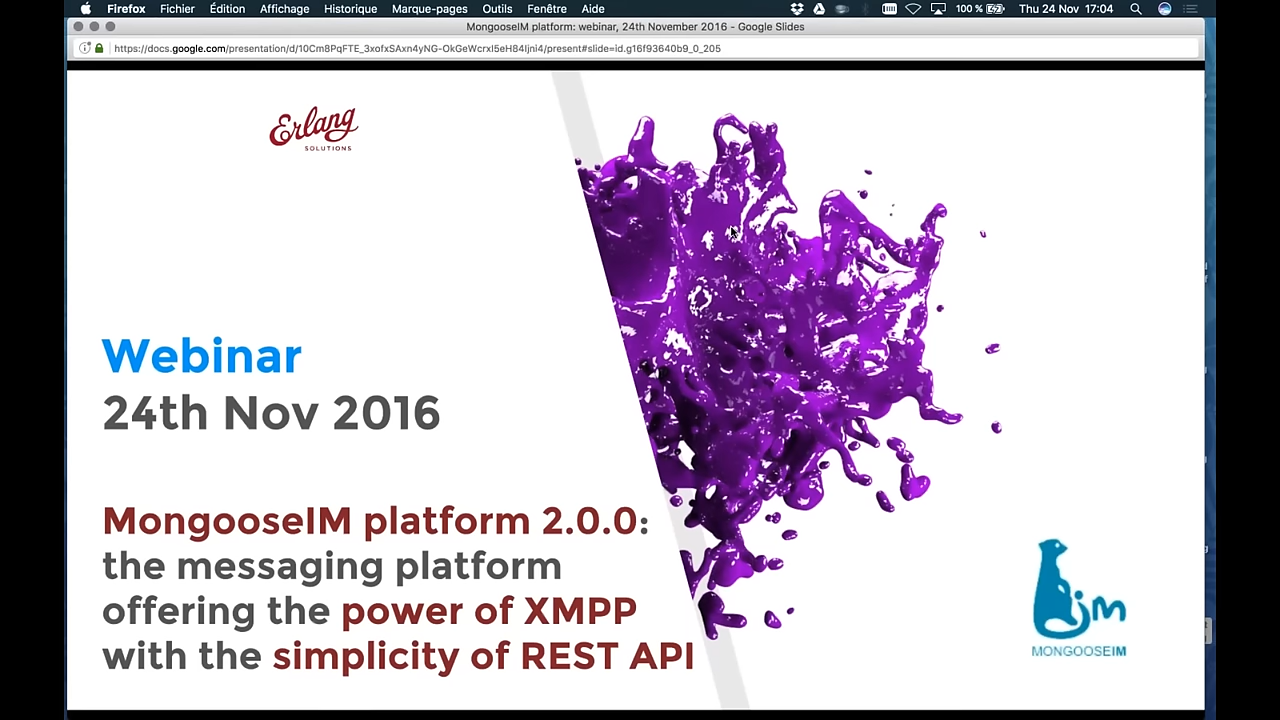 Firefox Fichier Édition Affichage Historique Marque-pages Outils Fenêtre Aide 100 % Thu 24 Nov 17:04
MongooseIM platform: webinar, 24th November 2016 - Google Slides
https://docs.google.com/presentation/d/10Cm8PqFTE_3xofxSAxn4yNG-OkGeWcrxI5eH84Ijni4/present#slide=id.g16f93640b9_0_205
Erlang
SOLUTIONS
Webinar
24th Nov 2016
MongooseIM platform 2.0.0:
the messaging platform
offering the power of XMPP
with the simplicity of REST API
im
MONGOOSEIM